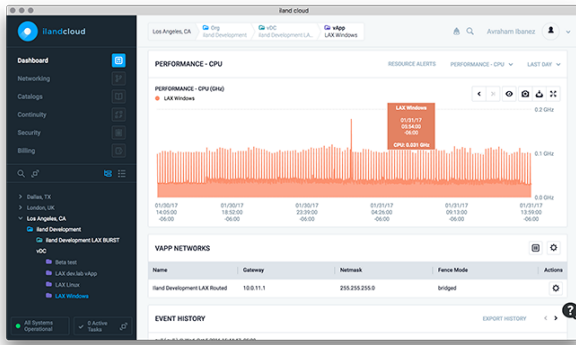 iland cloud
ilandcloud
Los Angeles, CA
Org
iland Development
vDC
iland Development LA..
vApp
LAX Windows
Avraham Ibanez
Dashboard
Networking
Catalogs
Continuity
Security
Billing
Dallas, TX
London, UK
Los Angeles, CA
iland Development
iland Development LAX BURST
vDC
Beta test
LAX dev.lab vApp
LAX Linux
LAX Windows
All Systems
Operational
0 Active
Tasks
PERFORMANCE - CPU
RESOURCE ALERTS
PERFORMANCE - CPU
LAST DAY
PERFORMANCE - CPU (GHz)
LAX Windows
LAX Windows
01/31/17
-06:00
CPU: 0.031 GHz
0.2 GHz
0.1 GHz
0.0 GHz
01/30/17 01/30/17 01/30/17 01/31/17 01/31/17 01/31/17
14:05:00 18:52:00 23:39:00 04:26:00 09:13:00 13:59:00
-06:00 -06:00 -06:00 -06:00 -06:00 -06:00
VAPP NETWORKS
Name Gateway Netmask Fence Mode Actions
iland Development LAX Routed 10.0.11.1 255.255.255.0 bridged
EVENT HISTORY
EXPORT HISTORY
?